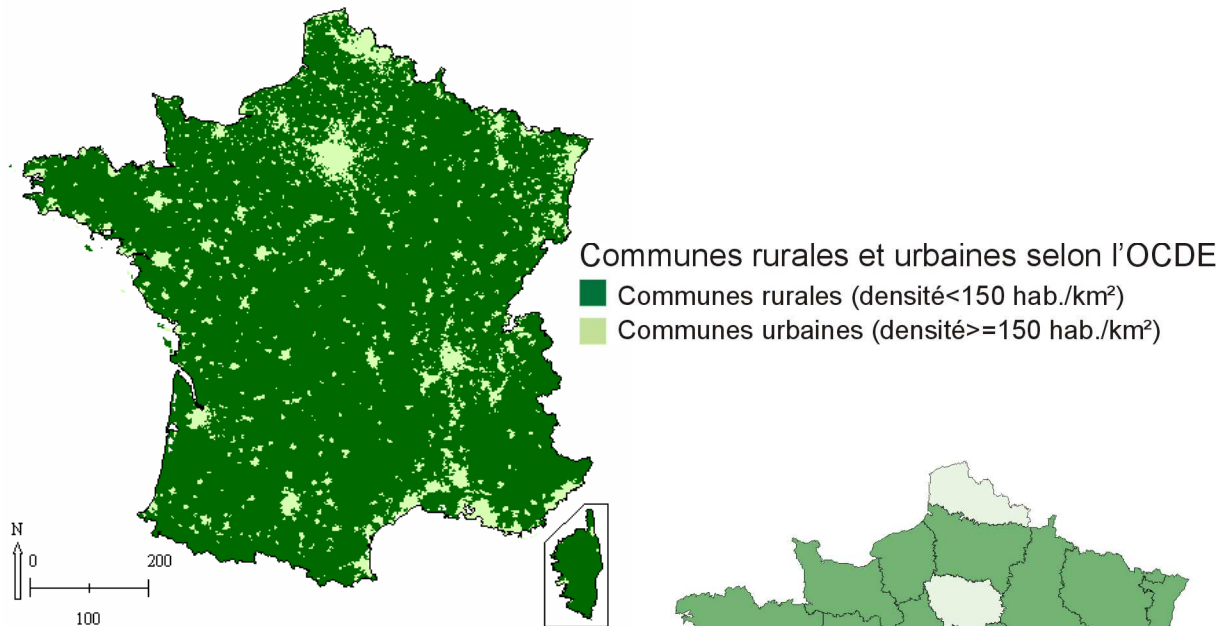 Communes rurales et urbaines selon l'OCDE
Communes rurales (densité<150 hab./km²)
Communes urbaines (densité>=150 hab./km²)
N
0 200
100